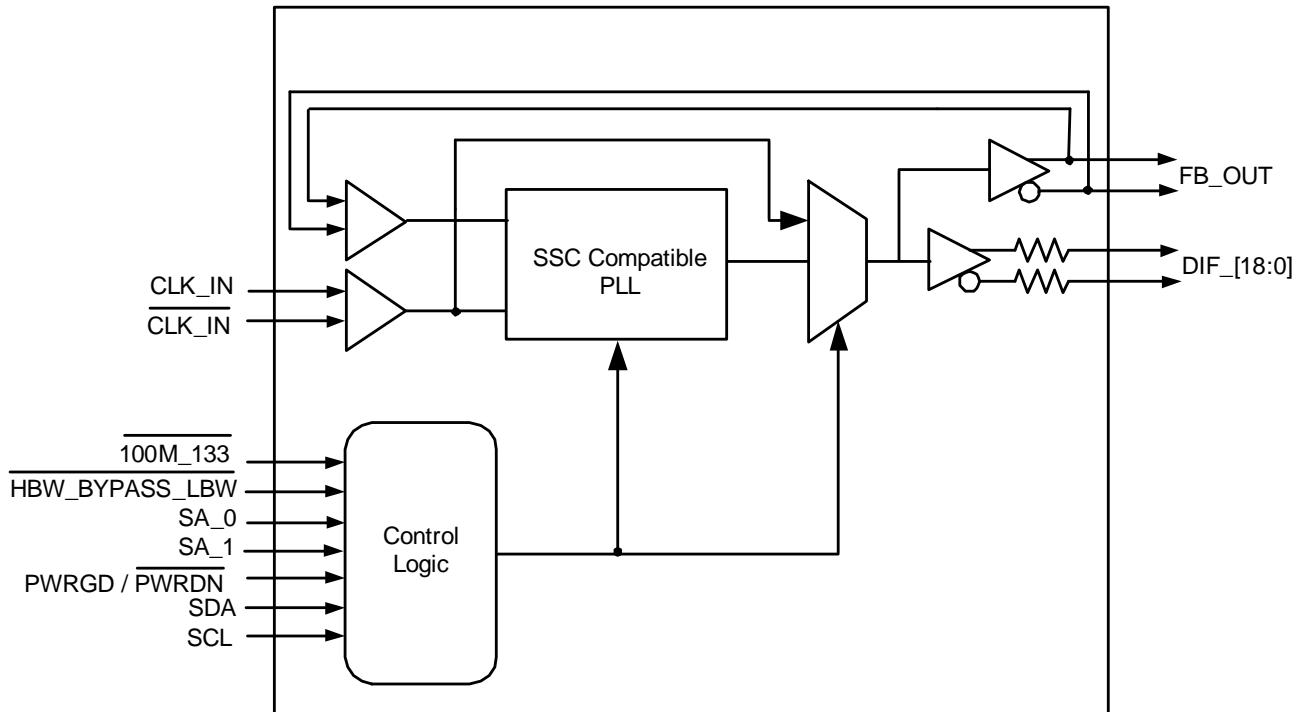 FB_OUT
SSC Compatible
PLL
DIF_[18:0]
CLK_IN
CLK_IN
100M_133
HBW_BYPASS_LBW
SA_0
SA_1
PWRGD / PWRDN
SDA
SCL
Control
Logic